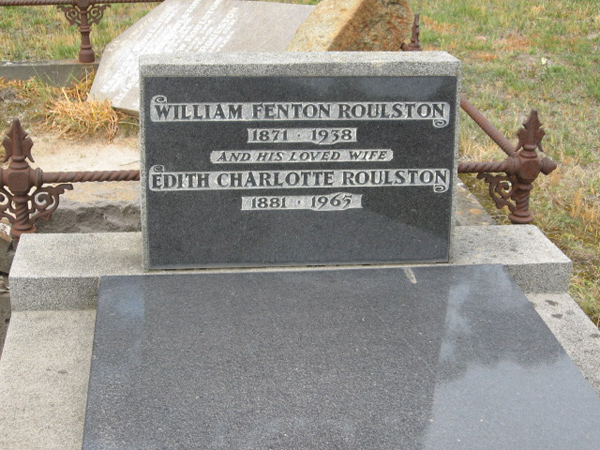 WILLIAM FENTON ROULSTON
1871 · 1938
AND HIS LOVED WIFE
EDITH CHARLOTTE ROULSTON
1881 · 1965